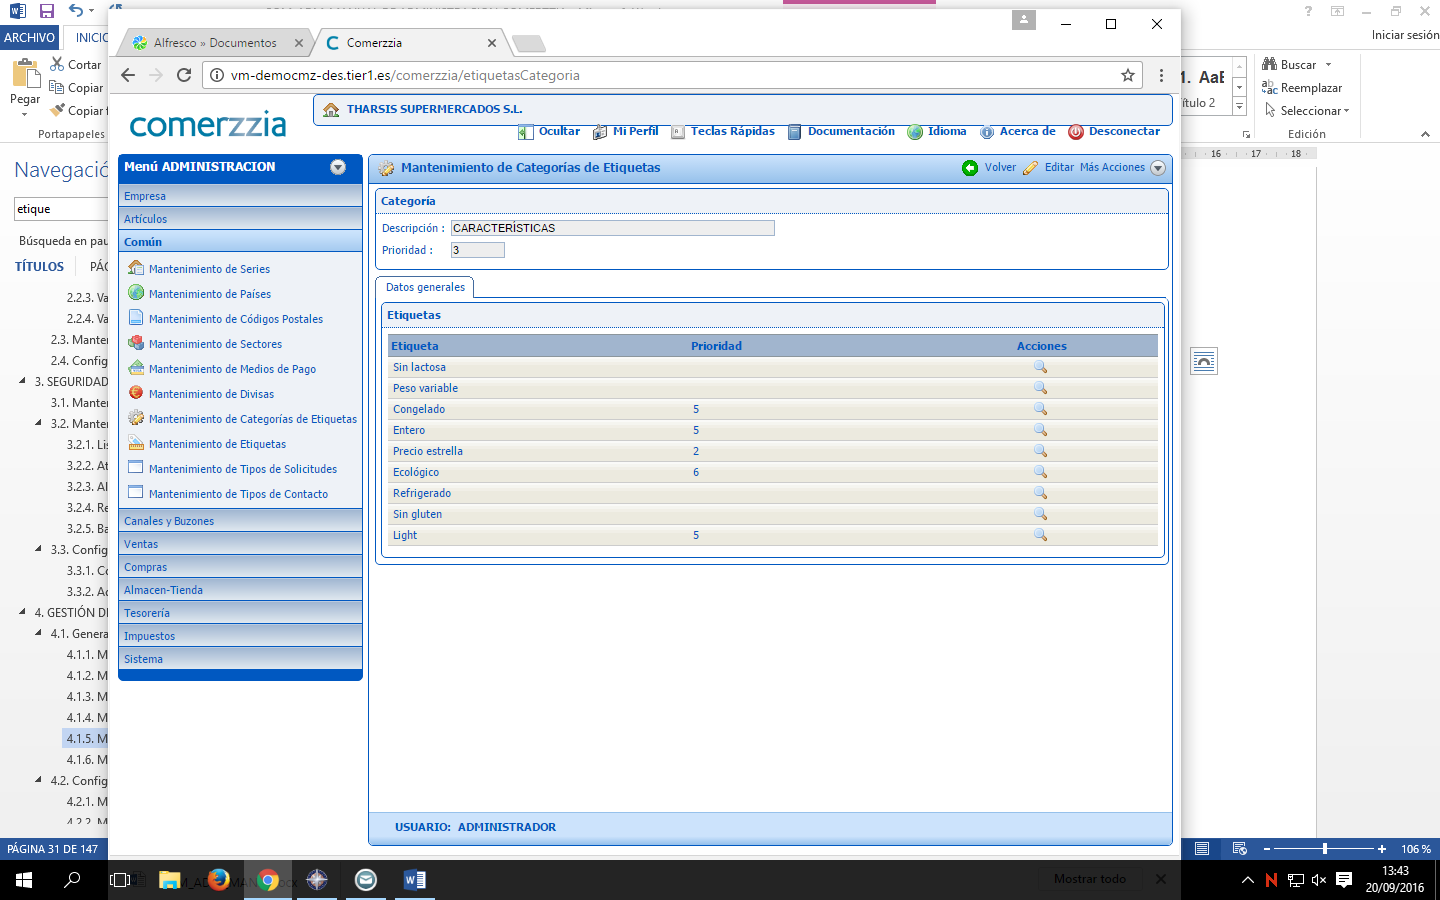 ARCHIVO
INICIO
Iniciar sesión
Cortar
Copiar
Copiar f
Pegar
Portapapeles
Navegació
etique
Búsqueda en pau
TÍTULOS
PÁG
2.2.3. Va
2.2.4. Va
2.3. Manten
2.4. Config
3. SEGURIDAD
3.1. Manten
3.2. Manten
3.2.1. Lis
3.2.2. At
3.2.3. Al
3.2.4. Re
3.2.5. Ba
3.3. Config
3.3.1. Co
3.3.2. Ac
4. GESTIÓN DE
4.1. Genera
4.1.1. M
4.1.2. M
4.1.3. M
4.1.4. M
4.1.5. M
4.1.6. M
4.2. Config
4.2.1. M
4.2.2. M
PÁGINA 31 DE 147
Alfresco » Documentos
Comerzzia
vm-democmz-des.tier1.es/comerzzia/etiquetasCategoria
comerzzia
THARSIS SUPERMERCADOS S.L.
Ocultar Mi Perfil Teclas Rápidas Documentación Idioma Acerca de Desconectar
Menú ADMINISTRACION
Empresa
Artículos
Común
Mantenimiento de Series
Mantenimiento de Países
Mantenimiento de Códigos Postales
Mantenimiento de Sectores
Mantenimiento de Medios de Pago
Mantenimiento de Divisas
Mantenimiento de Categorías de Etiquetas
Mantenimiento de Etiquetas
Mantenimiento de Tipos de Solicitudes
Mantenimiento de Tipos de Contacto
Canales y Buzones
Ventas
Compras
Almacen-Tienda
Tesorería
Impuestos
Sistema
Mantenimiento de Categorías de Etiquetas
Volver Editar Más Acciones
Categoría
Descripción : CARACTERÍSTICAS
Prioridad : 3
Datos generales
Etiquetas
Etiqueta Prioridad Acciones
Sin lactosa
Peso variable
Congelado 5
Entero 5
Precio estrella 2
Ecológico 6
Refrigerado
Sin gluten
Light 5
USUARIO: ADMINISTRADOR
AaB
ítulo 2
Buscar
Reemplazar
Seleccionar
Edición
16 17 18
106 %
Mostrar todo
13:43
20/09/2016